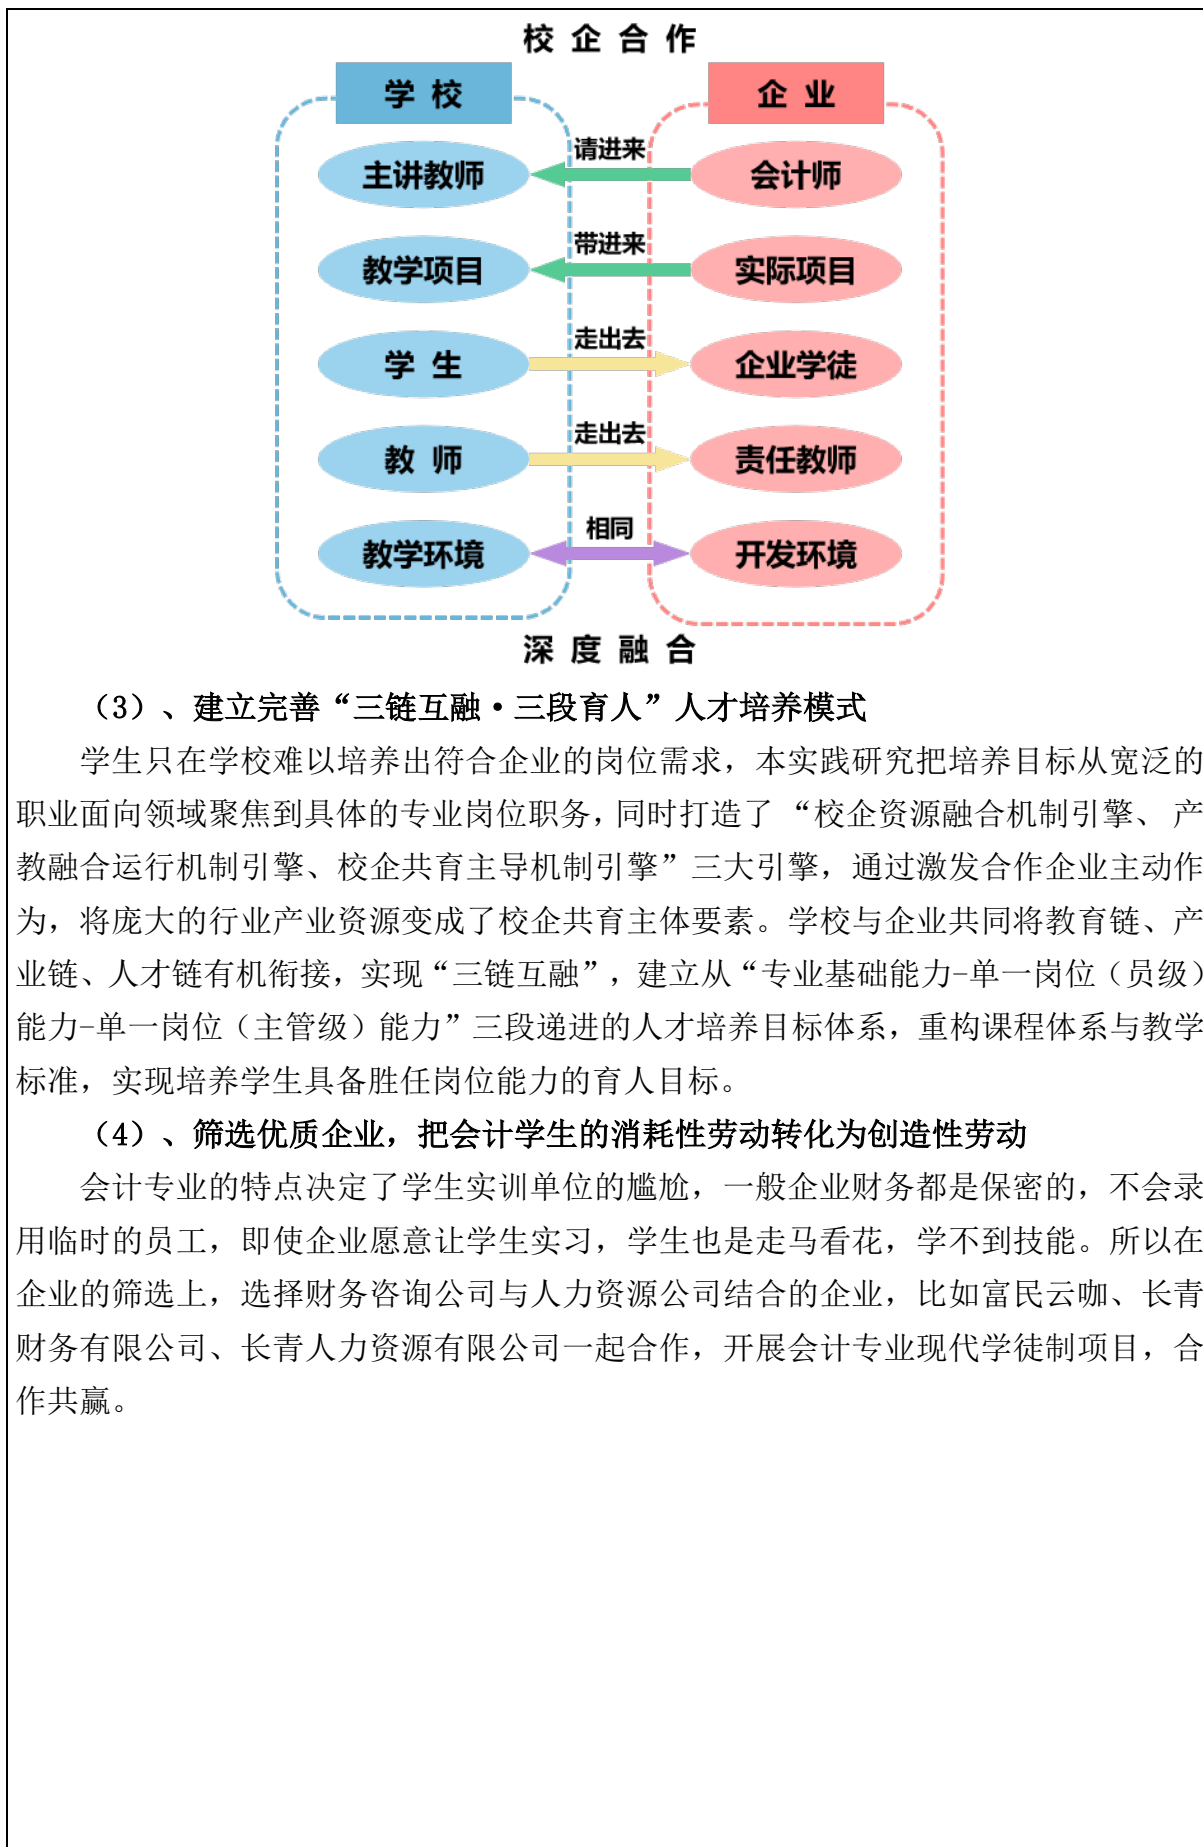 校 企 合 作
学 校
企 业
主讲教师
请进来
会计师
教学项目
带进来
实际项目
学 生
走出去
企业学徒
教 师
走出去
责任教师
教学环境
相同
开发环境
深 度 融 合
（3）、建立完善“三链互融·三段育人”人才培养模式
学生只在学校难以培养出符合企业的岗位需求，本实践研究把培养目标从宽泛的
职业面向领域聚焦到具体的专业岗位职务，同时打造了 “校企资源融合机制引擎、 产
教融合运行机制引擎、校企共育主导机制引擎”三大引擎，通过激发合作企业主动作
为，将庞大的行业产业资源变成了校企共育主体要素。学校与企业共同将教育链、产
业链、人才链有机衔接，实现“三链互融”，建立从“专业基础能力-单一岗位（员级）
能力-单一岗位（主管级）能力”三段递进的人才培养目标体系，重构课程体系与教学
标准，实现培养学生具备胜任岗位能力的育人目标。
（4）、筛选优质企业，把会计学生的消耗性劳动转化为创造性劳动
会计专业的特点决定了学生实训单位的尴尬，一般企业财务都是保密的，不会录
用临时的员工，即使企业愿意让学生实习，学生也是走马看花，学不到技能。所以在
企业的筛选上，选择财务咨询公司与人力资源公司结合的企业，比如富民云咖、长青
财务有限公司、长青人力资源有限公司一起合作，开展会计专业现代学徒制项目，合
作共赢。